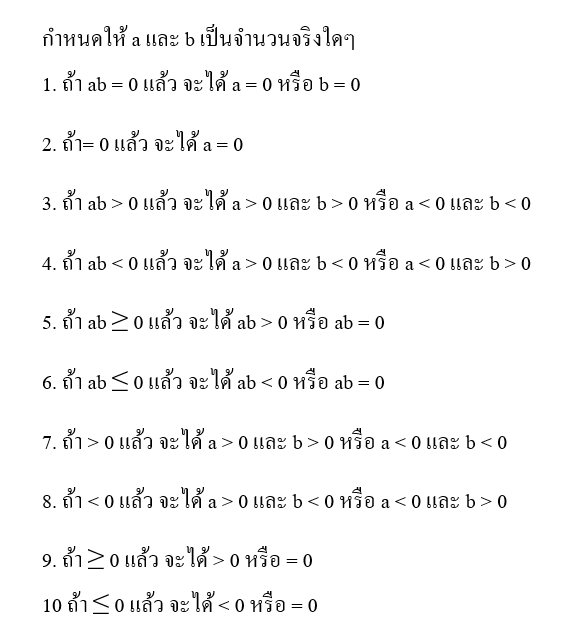 กำหนดให้ a และ b เป็นจำนวนจริงใดๆ
1. ถ้า ab = 0 แล้ว จะได้ a = 0 หรือ b = 0
2. ถ้า= 0 แล้ว จะได้ a = 0
3. ถ้า ab > 0 แล้ว จะได้ a > 0 และ b > 0 หรือ a < 0 และ b < 0
4. ถ้า ab < 0 แล้ว จะได้ a > 0 และ b < 0 หรือ a < 0 และ b > 0
5. ถ้า ab ≥ 0 แล้ว จะได้ ab > 0 หรือ ab = 0
6. ถ้า ab ≤ 0 แล้ว จะได้ ab < 0 หรือ ab = 0
7. ถ้า > 0 แล้ว จะได้ a > 0 และ b > 0 หรือ a < 0 และ b < 0
8. ถ้า < 0 แล้ว จะได้ a > 0 และ b < 0 หรือ a < 0 และ b > 0
9. ถ้า ≥ 0 แล้ว จะได้ > 0 หรือ = 0
10 ถ้า ≤ 0 แล้ว จะได้ < 0 หรือ = 0